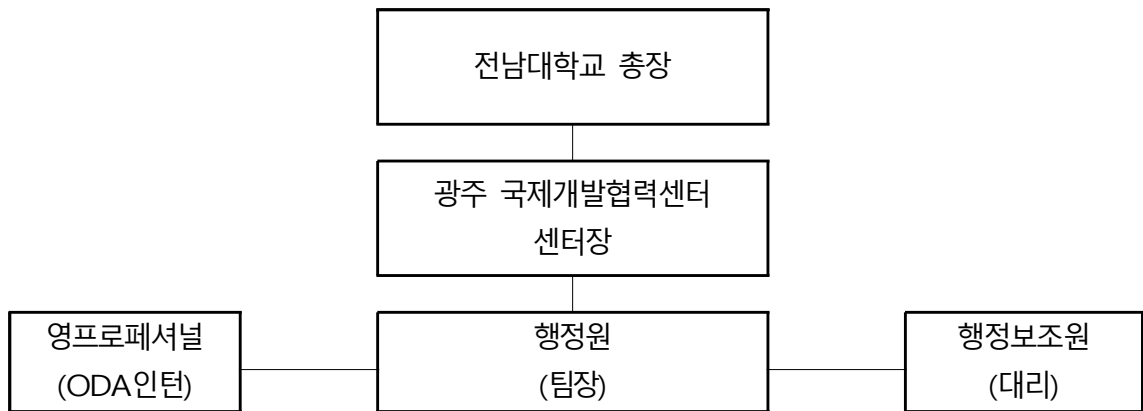 전남대학교 총장
광주 국제개발협력센터
센터장
영프로페셔널
(ODA인턴)
행정원
(팀장)
행정보조원
(대리)